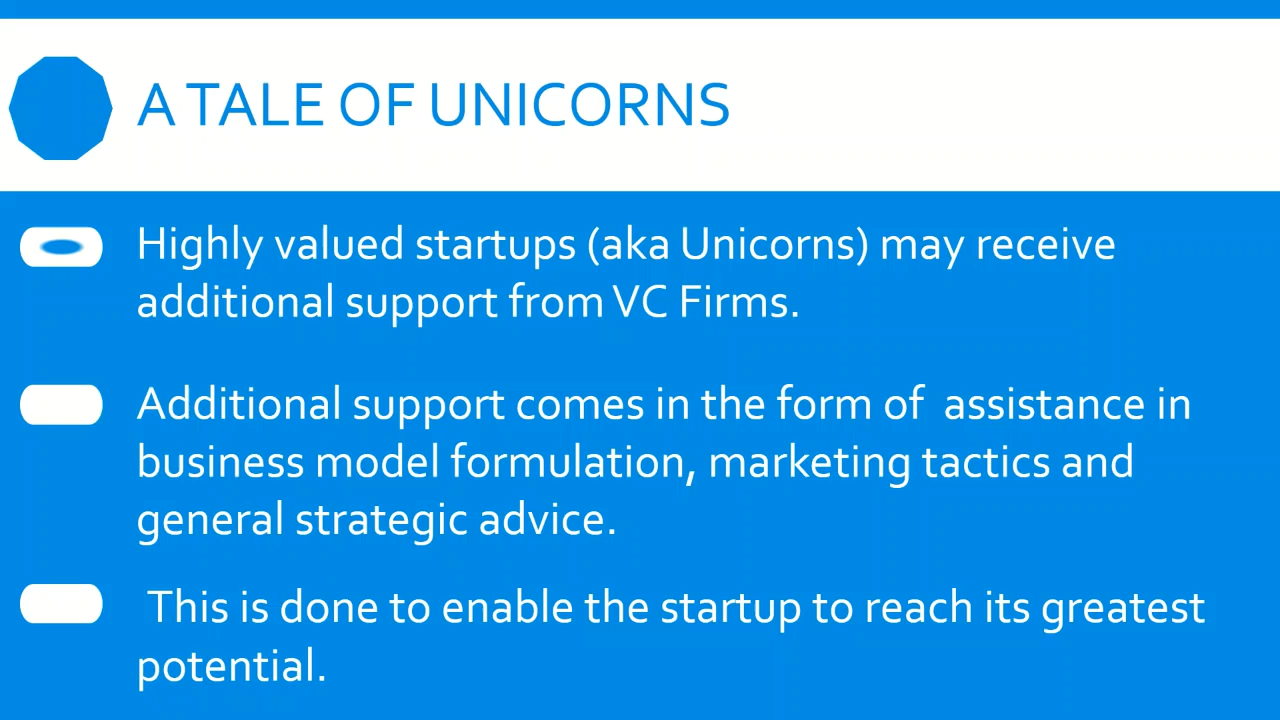 A TALE OF UNICORNS
Highly valued startups (aka Unicorns) may receive
additional support from VC Firms.
Additional support comes in the form of  assistance in
business model formulation, marketing tactics and
general strategic advice.
This is done to enable the startup to reach its greatest
potential.